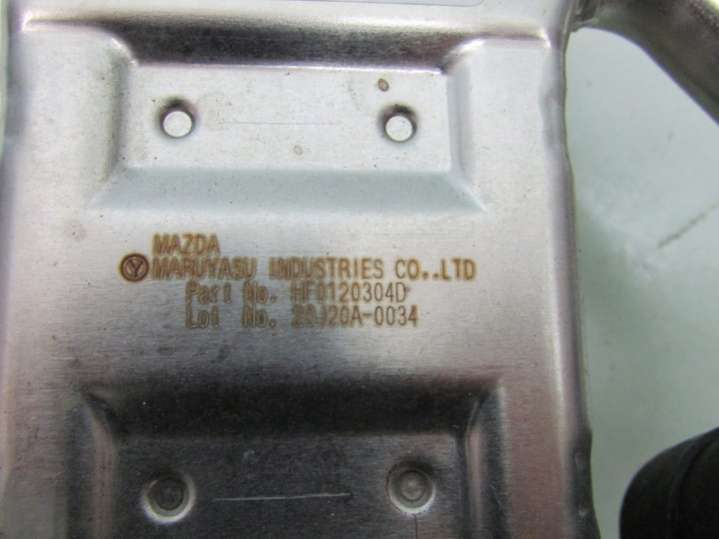 MAZDA
Ⓨ MARUYASU INDUSTRIES CO.,LTD
Part No. HF0120304D
Lot No. 20J20A-0034